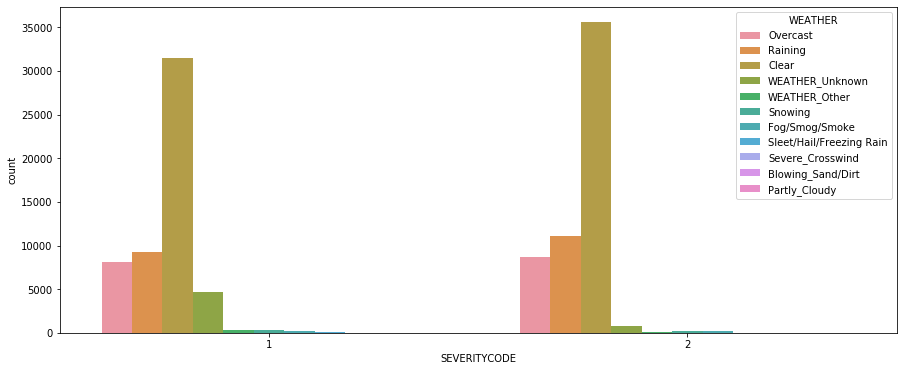 WEATHER
Overcast
Raining
Clear
WEATHER_Unknown
WEATHER_Other
Snowing
Fog/Smog/Smoke
Sleet/Hail/Freezing Rain
Severe_Crosswind
Blowing_Sand/Dirt
Partly_Cloudy
count
35000
30000
25000
20000
15000
10000
5000
0
1
2
SEVERITYCODE